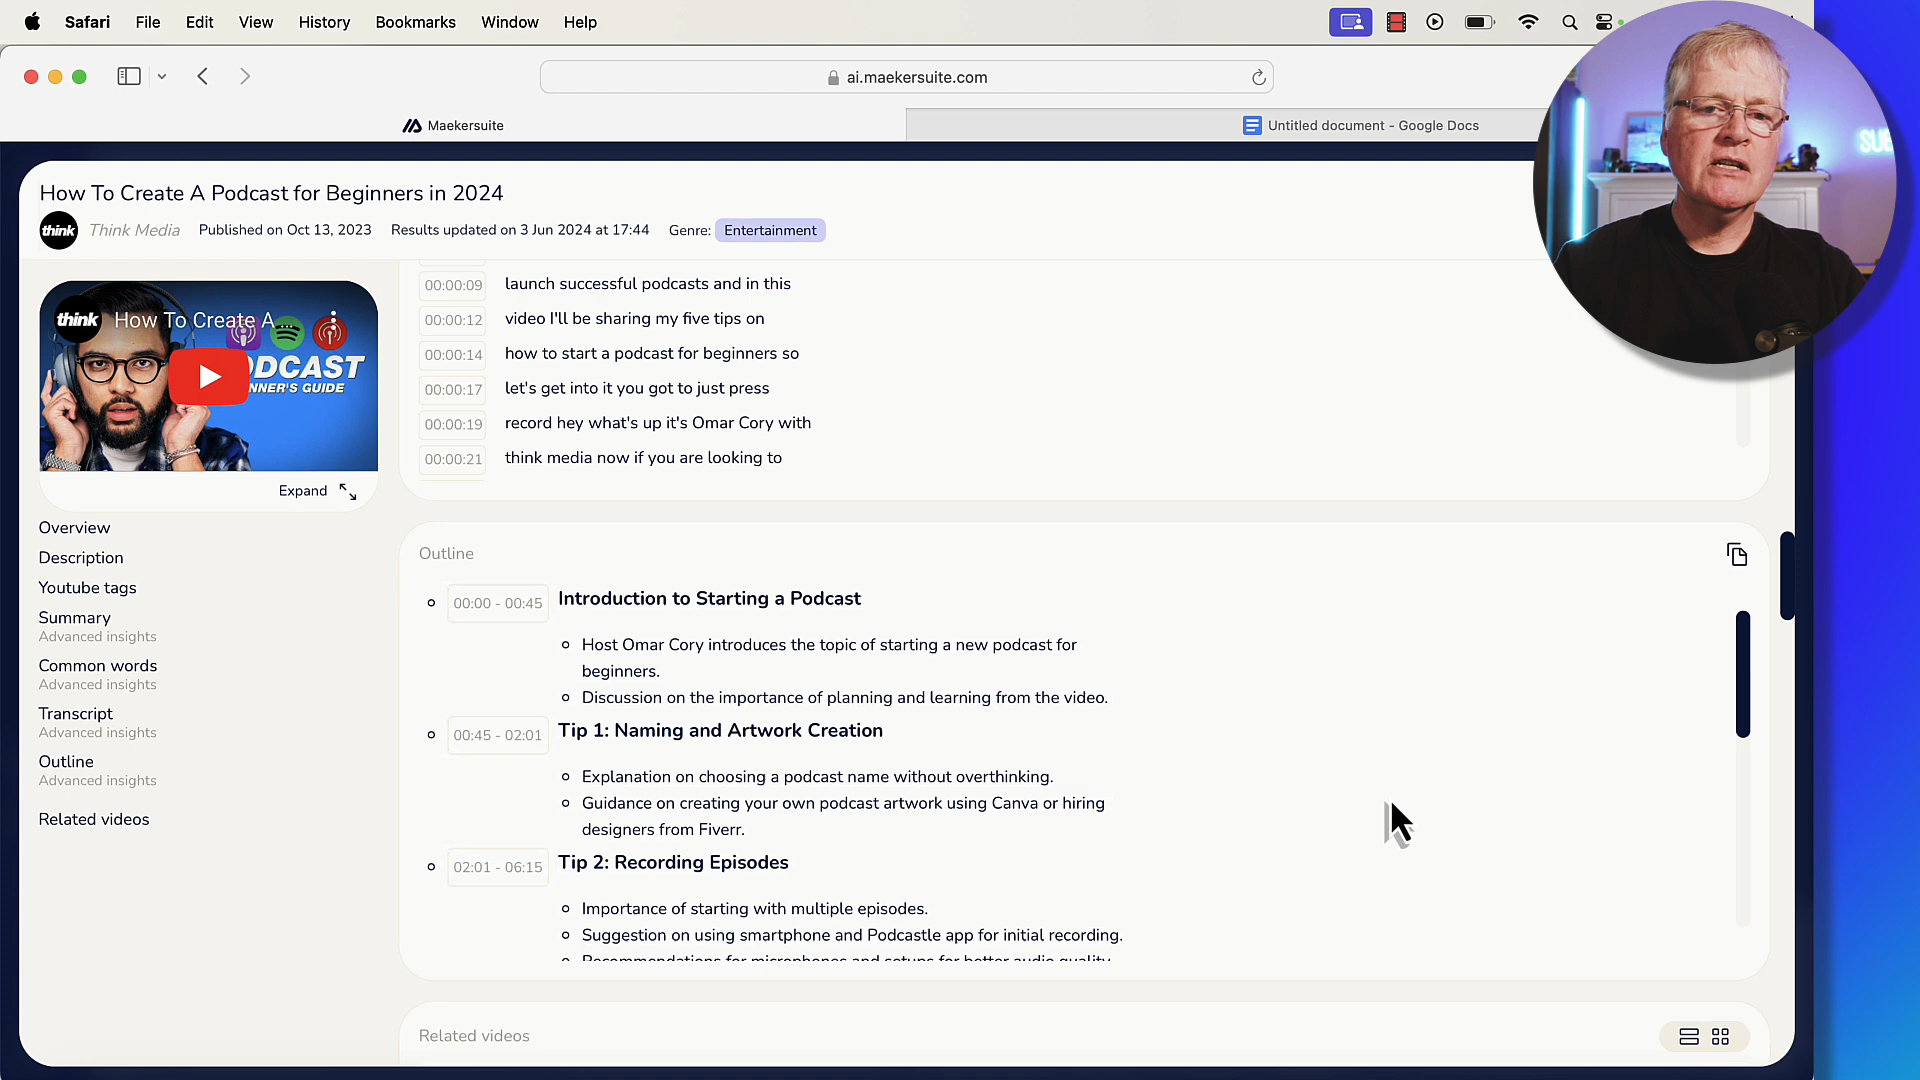 Safari File Edit View History Bookmarks Window Help
ai.maekersuite.com
Maekersuite
Untitled document - Google Docs
SUB
How To Create A Podcast for Beginners in 2024
think Think Media Published on Oct 13, 2023 Results updated on 3 Jun 2024 at 17:44 Genre: Entertainment
think How To Create A...
ODCAST
NNER'S GUIDE
Expand
Overview
Description
Youtube tags
Summary
Advanced insights
Common words
Advanced insights
Transcript
Advanced insights
Outline
Advanced insights
Related videos
00:00:09 launch successful podcasts and in this
00:00:12 video I'll be sharing my five tips on
00:00:14 how to start a podcast for beginners so
00:00:17 let's get into it you got to just press
00:00:19 record hey what's up it's Omar Cory with
00:00:21 think media now if you are looking to
Outline
00:00 - 00:45 Introduction to Starting a Podcast
Host Omar Cory introduces the topic of starting a new podcast for
beginners.
Discussion on the importance of planning and learning from the video.
00:45 - 02:01 Tip 1: Naming and Artwork Creation
Explanation on choosing a podcast name without overthinking.
Guidance on creating your own podcast artwork using Canva or hiring
designers from Fiverr.
02:01 - 06:15 Tip 2: Recording Episodes
Importance of starting with multiple episodes.
Suggestion on using smartphone and Podcastle app for initial recording.
Recommendations for microphones and setups for better audio quality.
Related videos